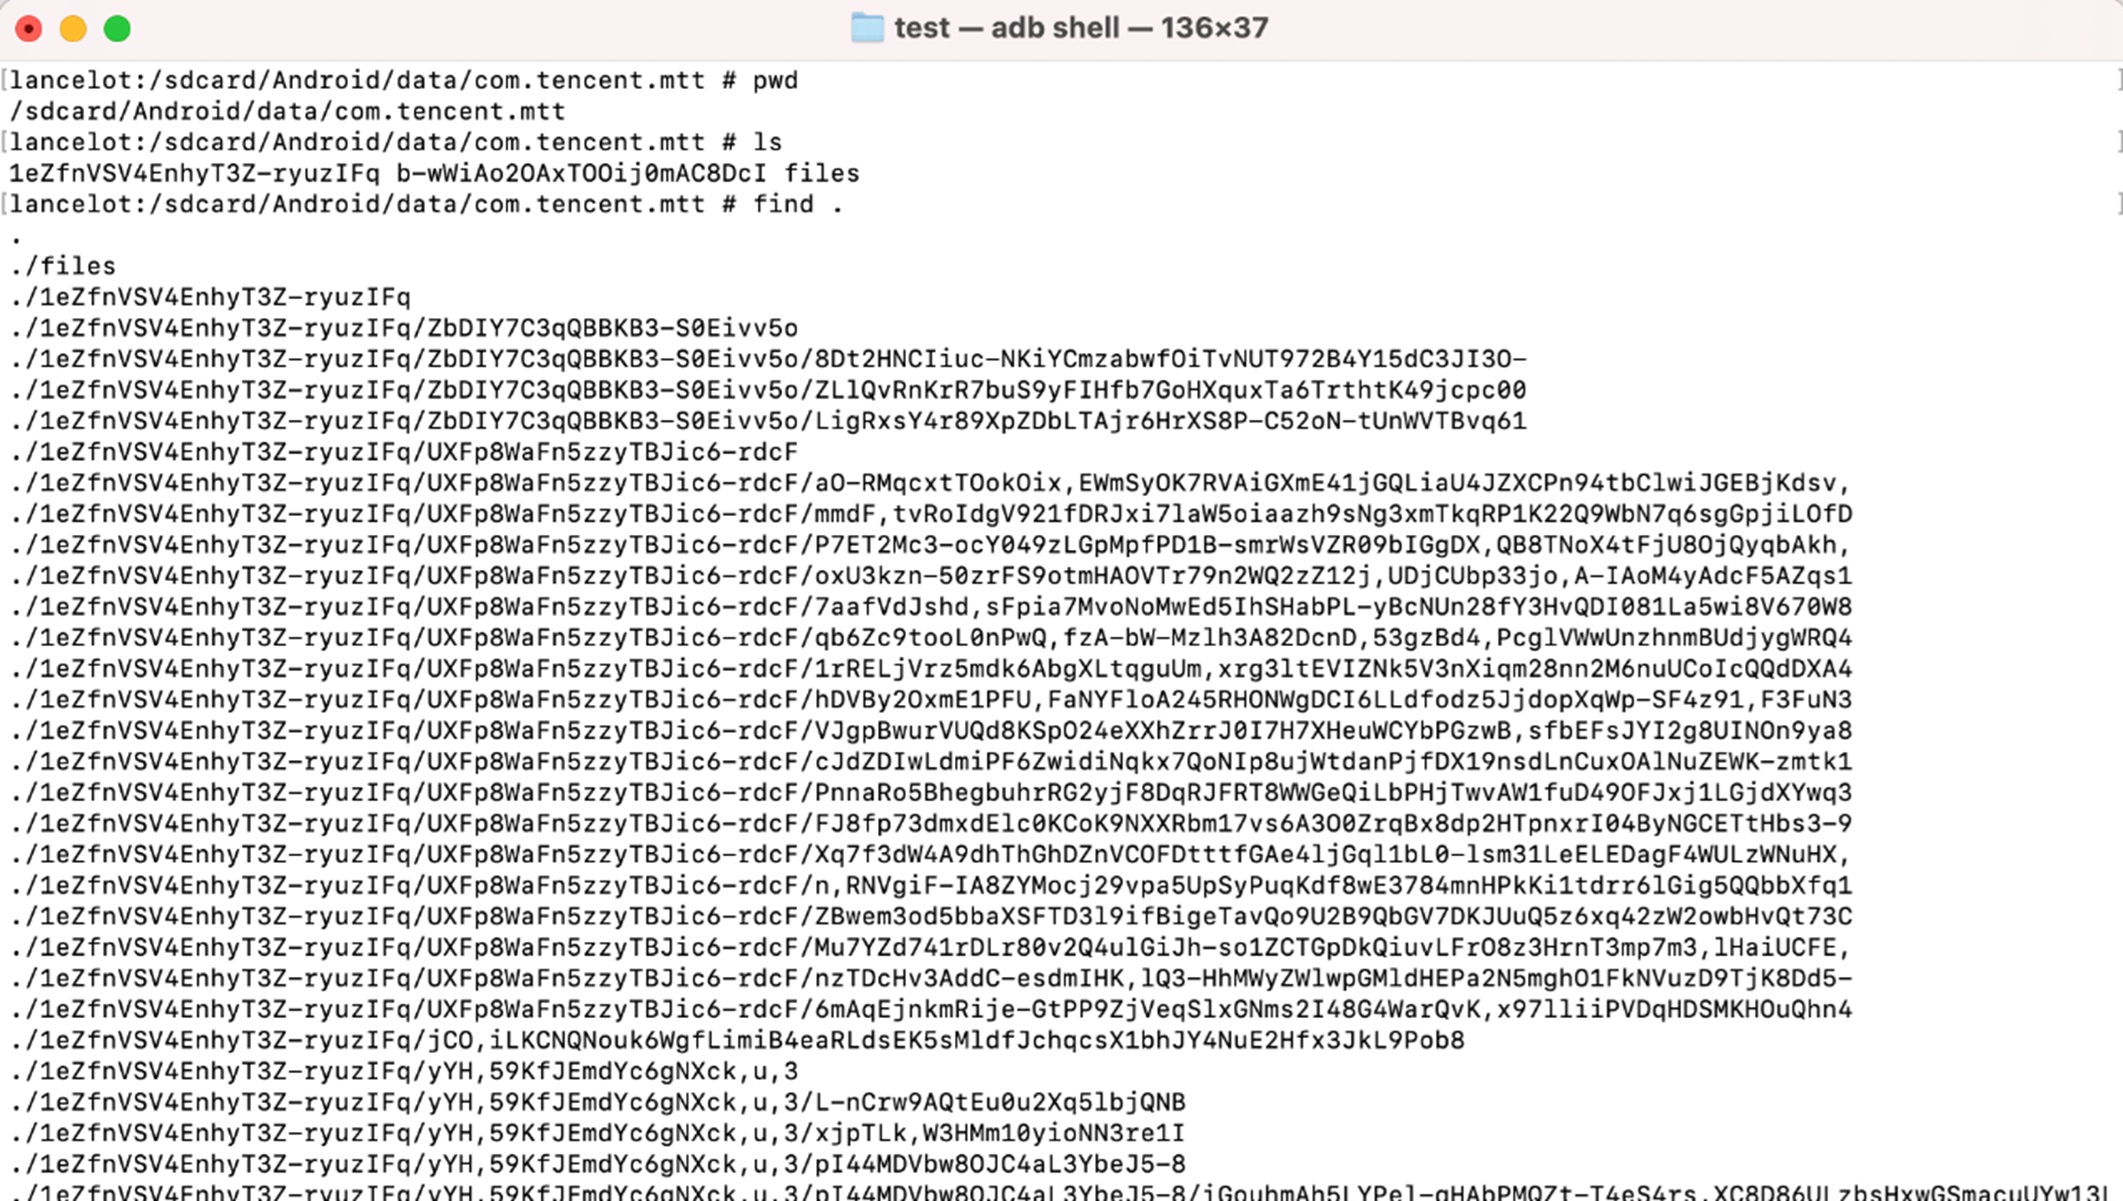 test — adb shell — 136×37
[lancelot:/sdcard/Android/data/com.tencent.mtt # pwd ]
/sdcard/Android/data/com.tencent.mtt
[lancelot:/sdcard/Android/data/com.tencent.mtt # ls ]
1eZfnVSV4EnhyT3Z-ryuzIFq b-wWiAo2OAxTOOij0mAC8DcI files
[lancelot:/sdcard/Android/data/com.tencent.mtt # find . ]
.
./files
./1eZfnVSV4EnhyT3Z-ryuzIFq
./1eZfnVSV4EnhyT3Z-ryuzIFq/ZbDIY7C3qQBBKB3-S0Eivv5o
./1eZfnVSV4EnhyT3Z-ryuzIFq/ZbDIY7C3qQBBKB3-S0Eivv5o/8Dt2HNCIiuc-NKiYCmzabwfOiTvNUT972B4Y15dC3JI3O-
./1eZfnVSV4EnhyT3Z-ryuzIFq/ZbDIY7C3qQBBKB3-S0Eivv5o/ZLlQvRnKrR7buS9yFIHfb7GoHXquxTa6TrthtK49jcpc00
./1eZfnVSV4EnhyT3Z-ryuzIFq/ZbDIY7C3qQBBKB3-S0Eivv5o/LigRxsY4r89XpZDbLTAjr6HrXS8P-C52oN-tUnWVTBvq61
./1eZfnVSV4EnhyT3Z-ryuzIFq/UXFp8WaFn5zzyTBJic6-rdcF
./1eZfnVSV4EnhyT3Z-ryuzIFq/UXFp8WaFn5zzyTBJic6-rdcF/aO-RMqcxtTOokOix,EWmSyOK7RVAiGXmE41jGQLiaU4JZXCPn94tbClwiJGEBjKdsv,
./1eZfnVSV4EnhyT3Z-ryuzIFq/UXFp8WaFn5zzyTBJic6-rdcF/mmdF,tvRoIdgV921fDRJxi7laW5oiaazh9sNg3xmTkqRP1K22Q9WbN7q6sgGpjiLOfD
./1eZfnVSV4EnhyT3Z-ryuzIFq/UXFp8WaFn5zzyTBJic6-rdcF/P7ET2Mc3-ocY049zLGpMpfPD1B-smrWsVZR09bIGgDX,QB8TNoX4tFjU8OjQyqbAkh,
./1eZfnVSV4EnhyT3Z-ryuzIFq/UXFp8WaFn5zzyTBJic6-rdcF/oxU3kzn-50zrFS9otmHAOVTr79n2WQ2zZ12j,UDjCUbp33jo,A-IAoM4yAdcF5AZqs1
./1eZfnVSV4EnhyT3Z-ryuzIFq/UXFp8WaFn5zzyTBJic6-rdcF/7aafVdJshd,sFpia7MvoNoMwEd5IhSHabPL-yBcNUn28fY3HvQDI081La5wi8V670W8
./1eZfnVSV4EnhyT3Z-ryuzIFq/UXFp8WaFn5zzyTBJic6-rdcF/qb6Zc9tooL0nPwQ,fzA-bW-Mzlh3A82DcnD,53gzBd4,PcglVWwUnzhnmBUdjygWRQ4
./1eZfnVSV4EnhyT3Z-ryuzIFq/UXFp8WaFn5zzyTBJic6-rdcF/1rRELjVrz5mdk6AbgXLtqguUm,xrg3ltEVIZNk5V3nXiqm28nn2M6nuUCoIcQQdDXA4
./1eZfnVSV4EnhyT3Z-ryuzIFq/UXFp8WaFn5zzyTBJic6-rdcF/hDVBy2OxmE1PFU,FaNYFloA245RHONWgDCI6LLdfodz5JjdopXqWp-SF4z91,F3FuN3
./1eZfnVSV4EnhyT3Z-ryuzIFq/UXFp8WaFn5zzyTBJic6-rdcF/VJgpBwurVUQd8KSpO24eXXhZrrJ0I7H7XHeuWCYbPGzwB,sfbEFsJYI2g8UINOn9ya8
./1eZfnVSV4EnhyT3Z-ryuzIFq/UXFp8WaFn5zzyTBJic6-rdcF/cJdZDIwLdmiPF6ZwidiNqkx7QoNIp8ujWtdanPjfDX19nsdLnCuxOAlNuZEWK-zmtk1
./1eZfnVSV4EnhyT3Z-ryuzIFq/UXFp8WaFn5zzyTBJic6-rdcF/PnnaRo5BhegbuhrRG2yjF8DqRJFRT8WWGeQiLbPHjTwvAW1fuD49OFJxj1LGjdXYwq3
./1eZfnVSV4EnhyT3Z-ryuzIFq/UXFp8WaFn5zzyTBJic6-rdcF/FJ8fp73dmxdElc0KCoK9NXXRbm17vs6A3O0ZrqBx8dp2HTpnxrI04ByNGCETtHbs3-9
./1eZfnVSV4EnhyT3Z-ryuzIFq/UXFp8WaFn5zzyTBJic6-rdcF/Xq7f3dW4A9dhThGhDZnVCOFDtttfGAe4ljGql1bL0-lsm31LeELEDagF4WULzWNuHX,
./1eZfnVSV4EnhyT3Z-ryuzIFq/UXFp8WaFn5zzyTBJic6-rdcF/n,RNVgiF-IA8ZYMocj29vpa5UpSyPuqKdf8wE3784mnHPkKi1tdrr6lGig5QQbbXfq1
./1eZfnVSV4EnhyT3Z-ryuzIFq/UXFp8WaFn5zzyTBJic6-rdcF/ZBwem3od5bbaXSFTD3l9ifBigeTavQo9U2B9QbGV7DKJUuQ5z6xq42zW2owbHvQt73C
./1eZfnVSV4EnhyT3Z-ryuzIFq/UXFp8WaFn5zzyTBJic6-rdcF/Mu7YZd741rDLr80v2Q4ulGiJh-so1ZCTGpDkQiuvLFrO8z3HrnT3mp7m3,lHaiUCFE,
./1eZfnVSV4EnhyT3Z-ryuzIFq/UXFp8WaFn5zzyTBJic6-rdcF/nzTDcHv3AddC-esdmIHK,lQ3-HhMWyZWlwpGMldHEPa2N5mghO1FkNVuzD9TjK8Dd5-
./1eZfnVSV4EnhyT3Z-ryuzIFq/UXFp8WaFn5zzyTBJic6-rdcF/6mAqEjnkmRije-GtPP9ZjVeqSlxGNms2I48G4WarQvK,x97lliiPVDqHDSMKHOuQhn4
./1eZfnVSV4EnhyT3Z-ryuzIFq/jCO,iLKCNQNouk6WgfLimiB4eaRLdsEK5sMldfJchqcsX1bhJY4NuE2Hfx3JkL9Pob8
./1eZfnVSV4EnhyT3Z-ryuzIFq/yYH,59KfJEmdYc6gNXck,u,3
./1eZfnVSV4EnhyT3Z-ryuzIFq/yYH,59KfJEmdYc6gNXck,u,3/L-nCrw9AQtEu0u2Xq5lbjQNB
./1eZfnVSV4EnhyT3Z-ryuzIFq/yYH,59KfJEmdYc6gNXck,u,3/xjpTLk,W3HMm10yioNN3re1I
./1eZfnVSV4EnhyT3Z-ryuzIFq/yYH,59KfJEmdYc6gNXck,u,3/pI44MDVbw8OJC4aL3YbeJ5-8